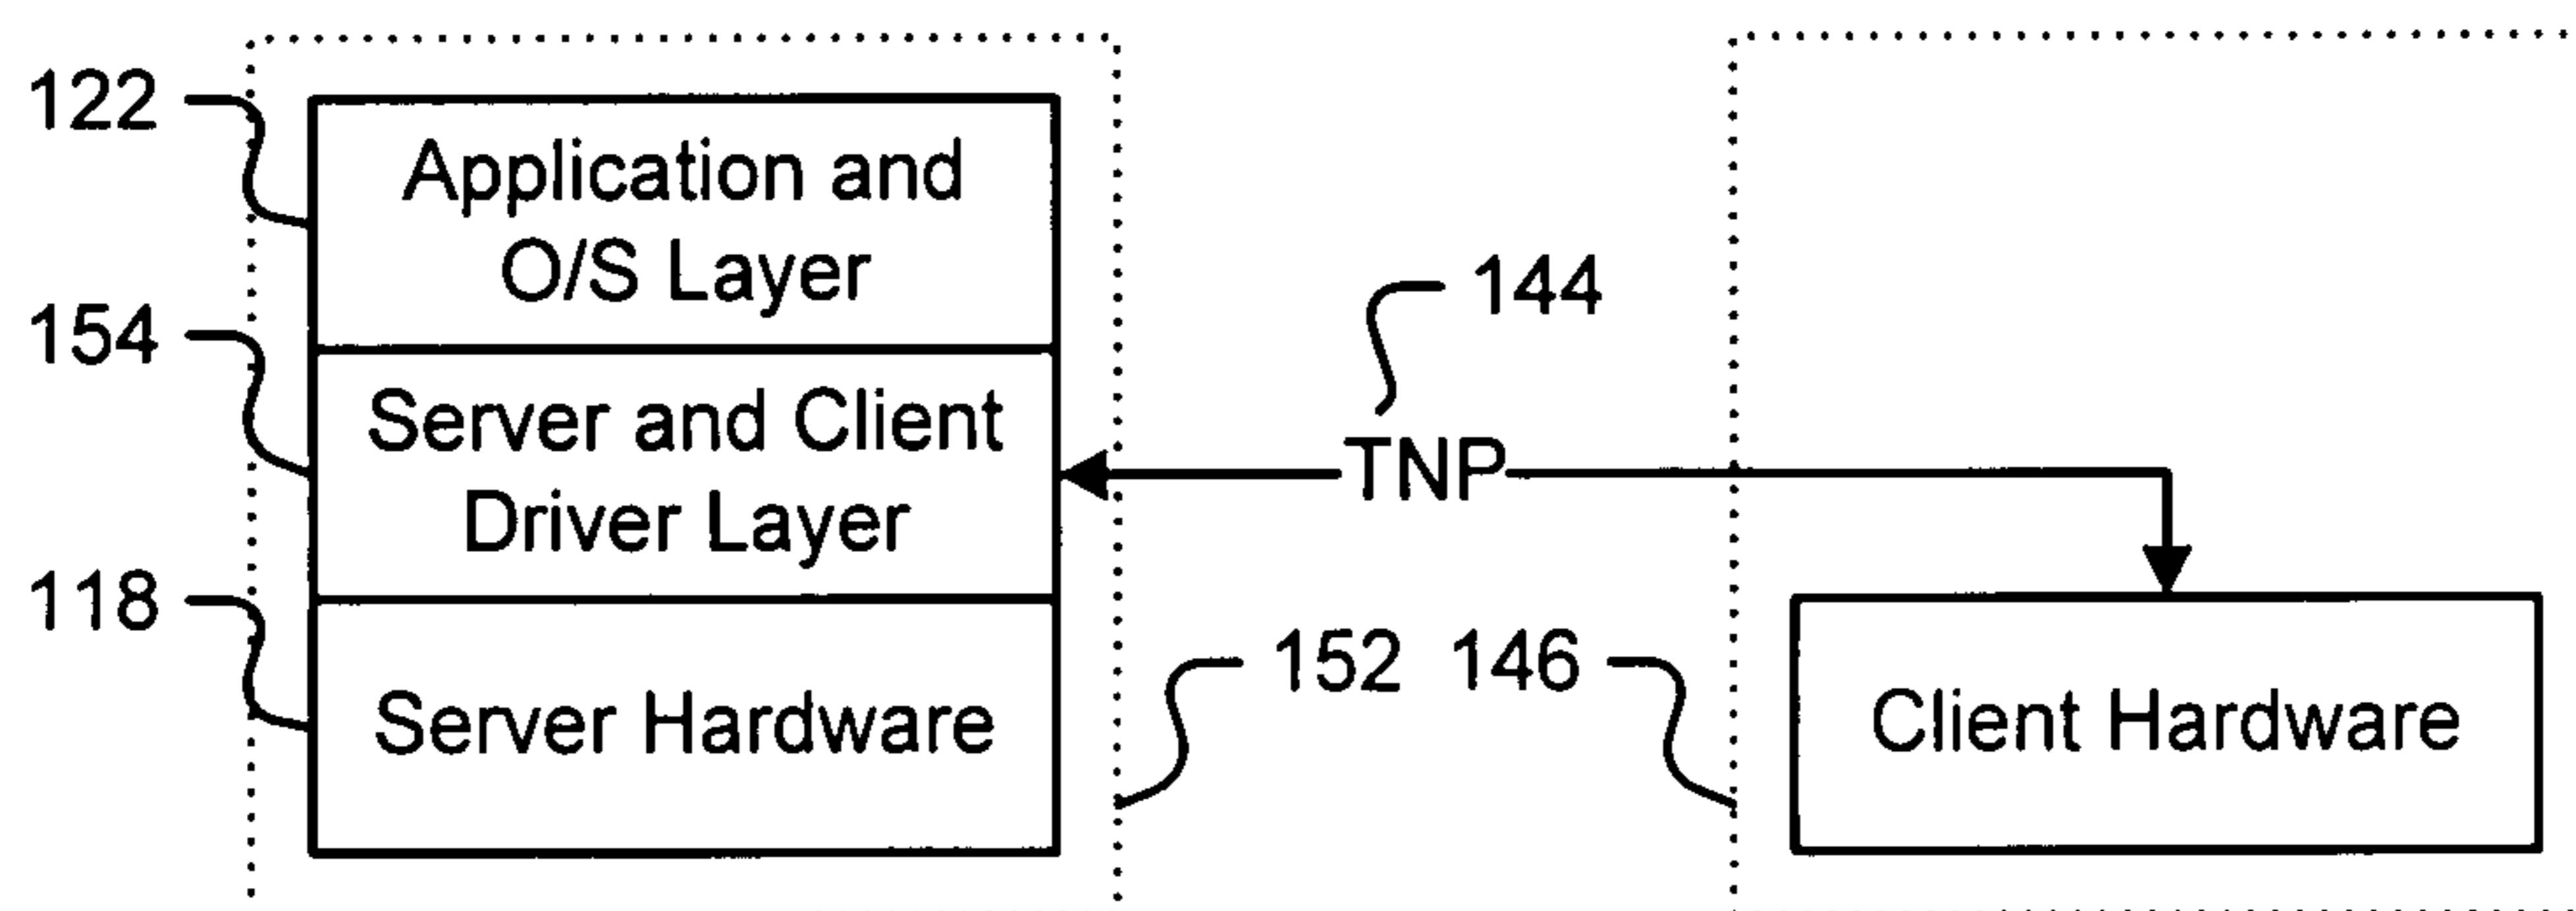 122
Application and
O/S Layer
144
154
Server and Client
Driver Layer
TNP
118
Server Hardware
152
146
Client Hardware